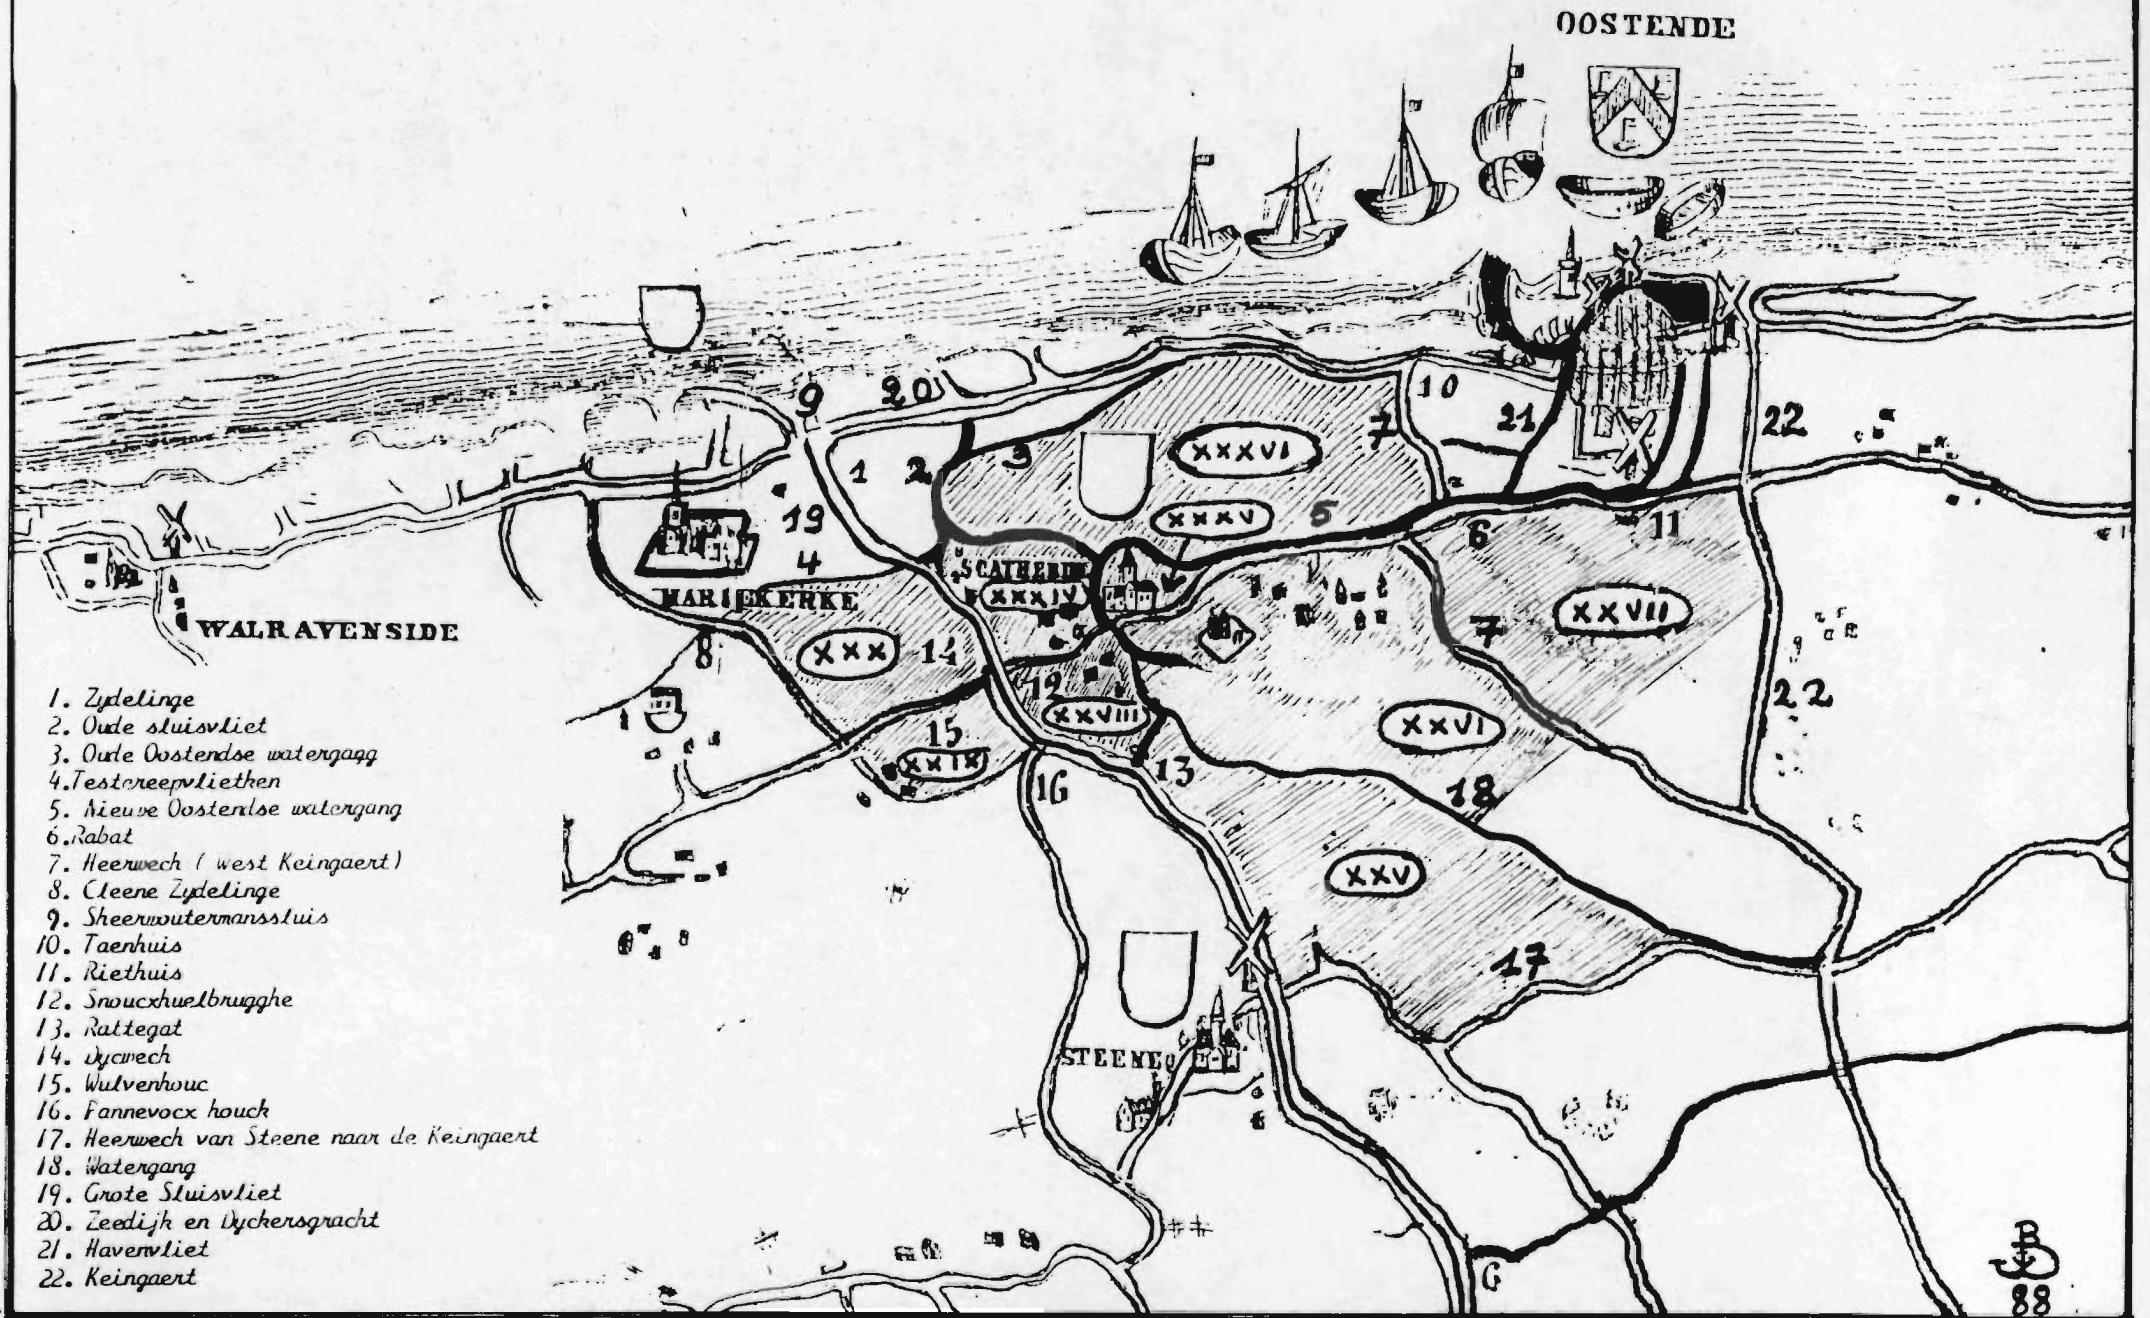 OOSTENDE
9
20
10
21
22
1
2
3
XXXVI
7
19
XXXV
5
6
11
4
S CATHERINE
XXXIV
MARIEKERKE
WALRAVENSIDE
8
XXX
14
12
XXVIII
XXVII
7
22
15
XXIX
XXVI
16
13
18
XXV
17
STEENE
G
1. Zydelinge
2. Oude sluisvliet
3. Oude Oostendse watergang
4. Testereepvlietken
5. Nieuwe Oostendse watergang
6. Rabat
7. Heerwech ( west Keingaert)
8. Cleene Zydelinge
9. Sheerwoutermanssluis
10. Taenhuis
11. Riethuis
12. Snoucxhuelbrugghe
13. Rattegat
14. Dycwech
15. Wulvenhouc
16. Pannevocx houck
17. Heerwech van Steene naar de Keingaert
18. Watergang
19. Grote Sluisvliet
20. Zeedijk en Dyckersgracht
21. Havenvliet
22. Keingaert
88